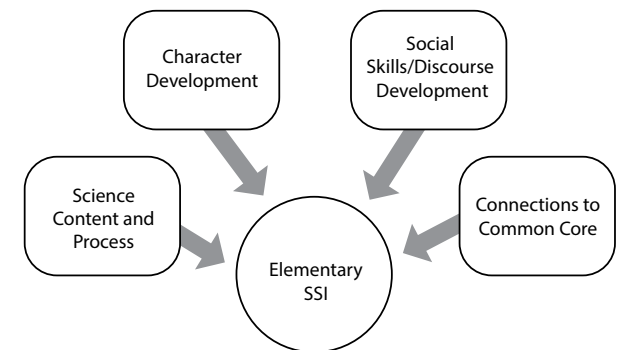 Character
Development
Social
Skills/Discourse
Development
Science
Content and
Process
Connections to
Common Core
Elementary
SSI